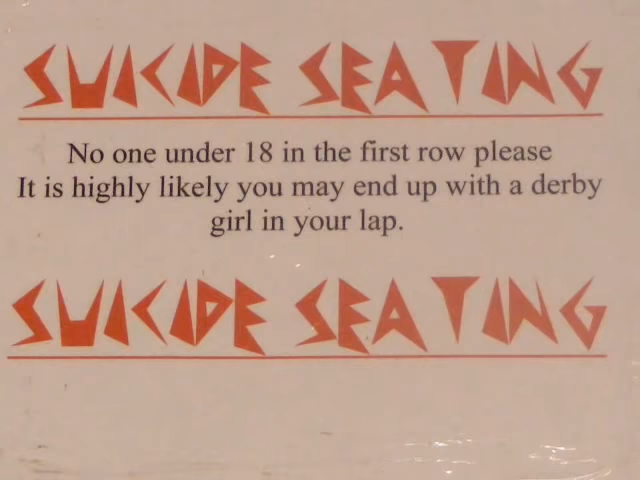 SUICIDE SEATING
No one under 18 in the first row please
It is highly likely you may end up with a derby
girl in your lap.
SUICIDE SEATING